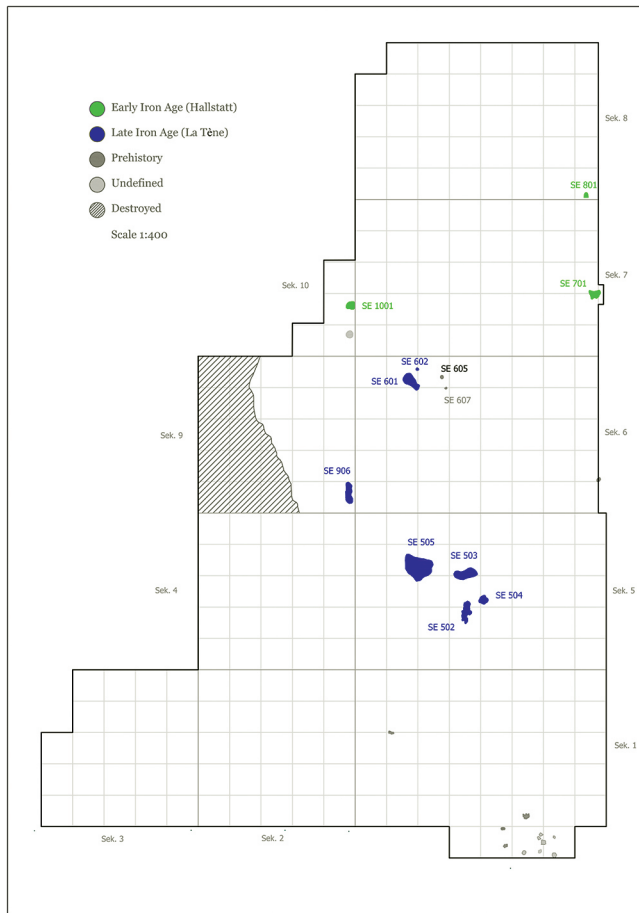 Early Iron Age (Hallstatt)
Late Iron Age (La Tène)
Prehistory
Undefined
Destroyed
Scale 1:400
Sek. 8
SE 801
Sek. 7
SE 701
Sek. 10
SE 1001
SE 602
SE 605
SE 601
SE 607
Sek. 9
Sek. 6
SE 906
SE 505
SE 503
Sek. 4
SE 504
Sek. 5
SE 502
Sek. 1
Sek. 3
Sek. 2